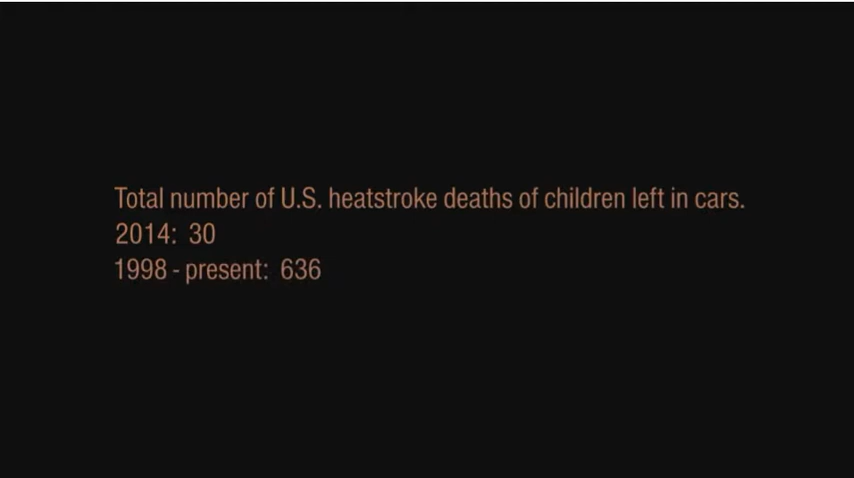 Total number of U.S. heatstroke deaths of children left in cars.
2014: 30
1998 - present: 636